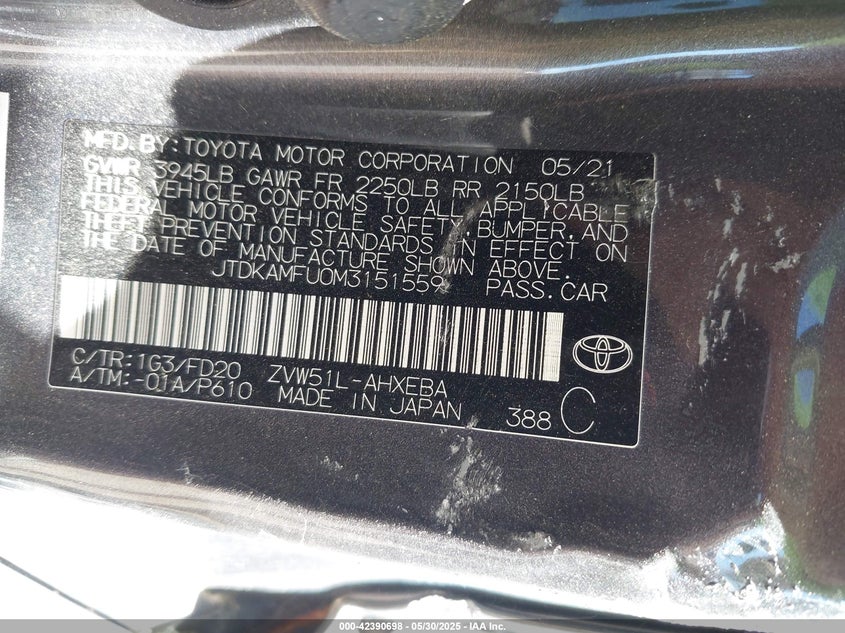 MFD. BY: TOYOTA MOTOR CORPORATION 05/21
GVWR 3945LB GAWR FR 2250LB RR 2150LB
THIS VEHICLE CONFORMS TO ALL APPLICABLE
FEDERAL MOTOR VEHICLE SAFETY, BUMPER, AND
THEFT PREVENTION STANDARDS IN EFFECT ON
THE DATE OF MANUFACTURE SHOWN ABOVE.
JTDKAMFU0M3151559 PASS.CAR
C/TR: 1G3/FD20 ZVW51L-AHXEBA
A/TM: -01A/P610 MADE IN JAPAN 388 C
000-42390698 - 05/30/2025 - IAA Inc.